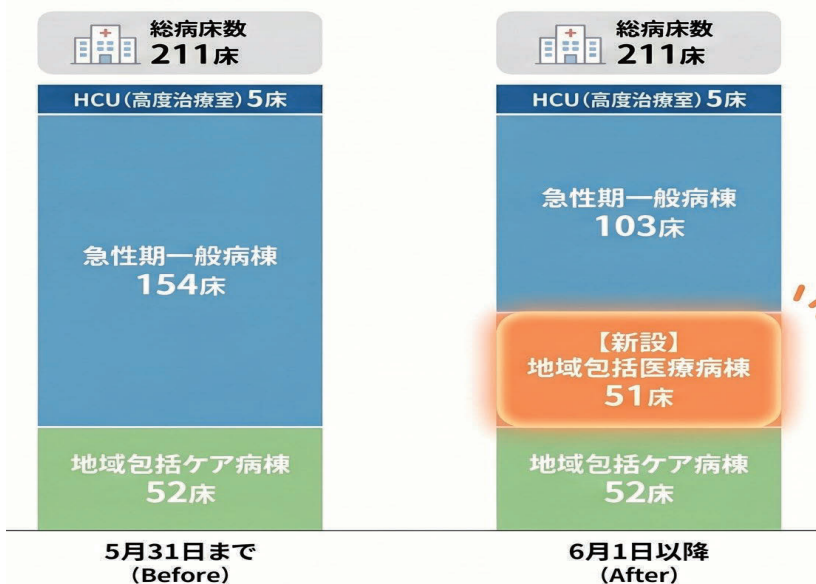 総病床数
211床
HCU(高度治療室)5床
急性期一般病棟
154床
地域包括ケア病棟
52床
5月31日まで
(Before)
総病床数
211床
HCU(高度治療室)5床
急性期一般病棟
103床
【新設】
地域包括医療病棟
51床
地域包括ケア病棟
52床
6月1日以降
(After)